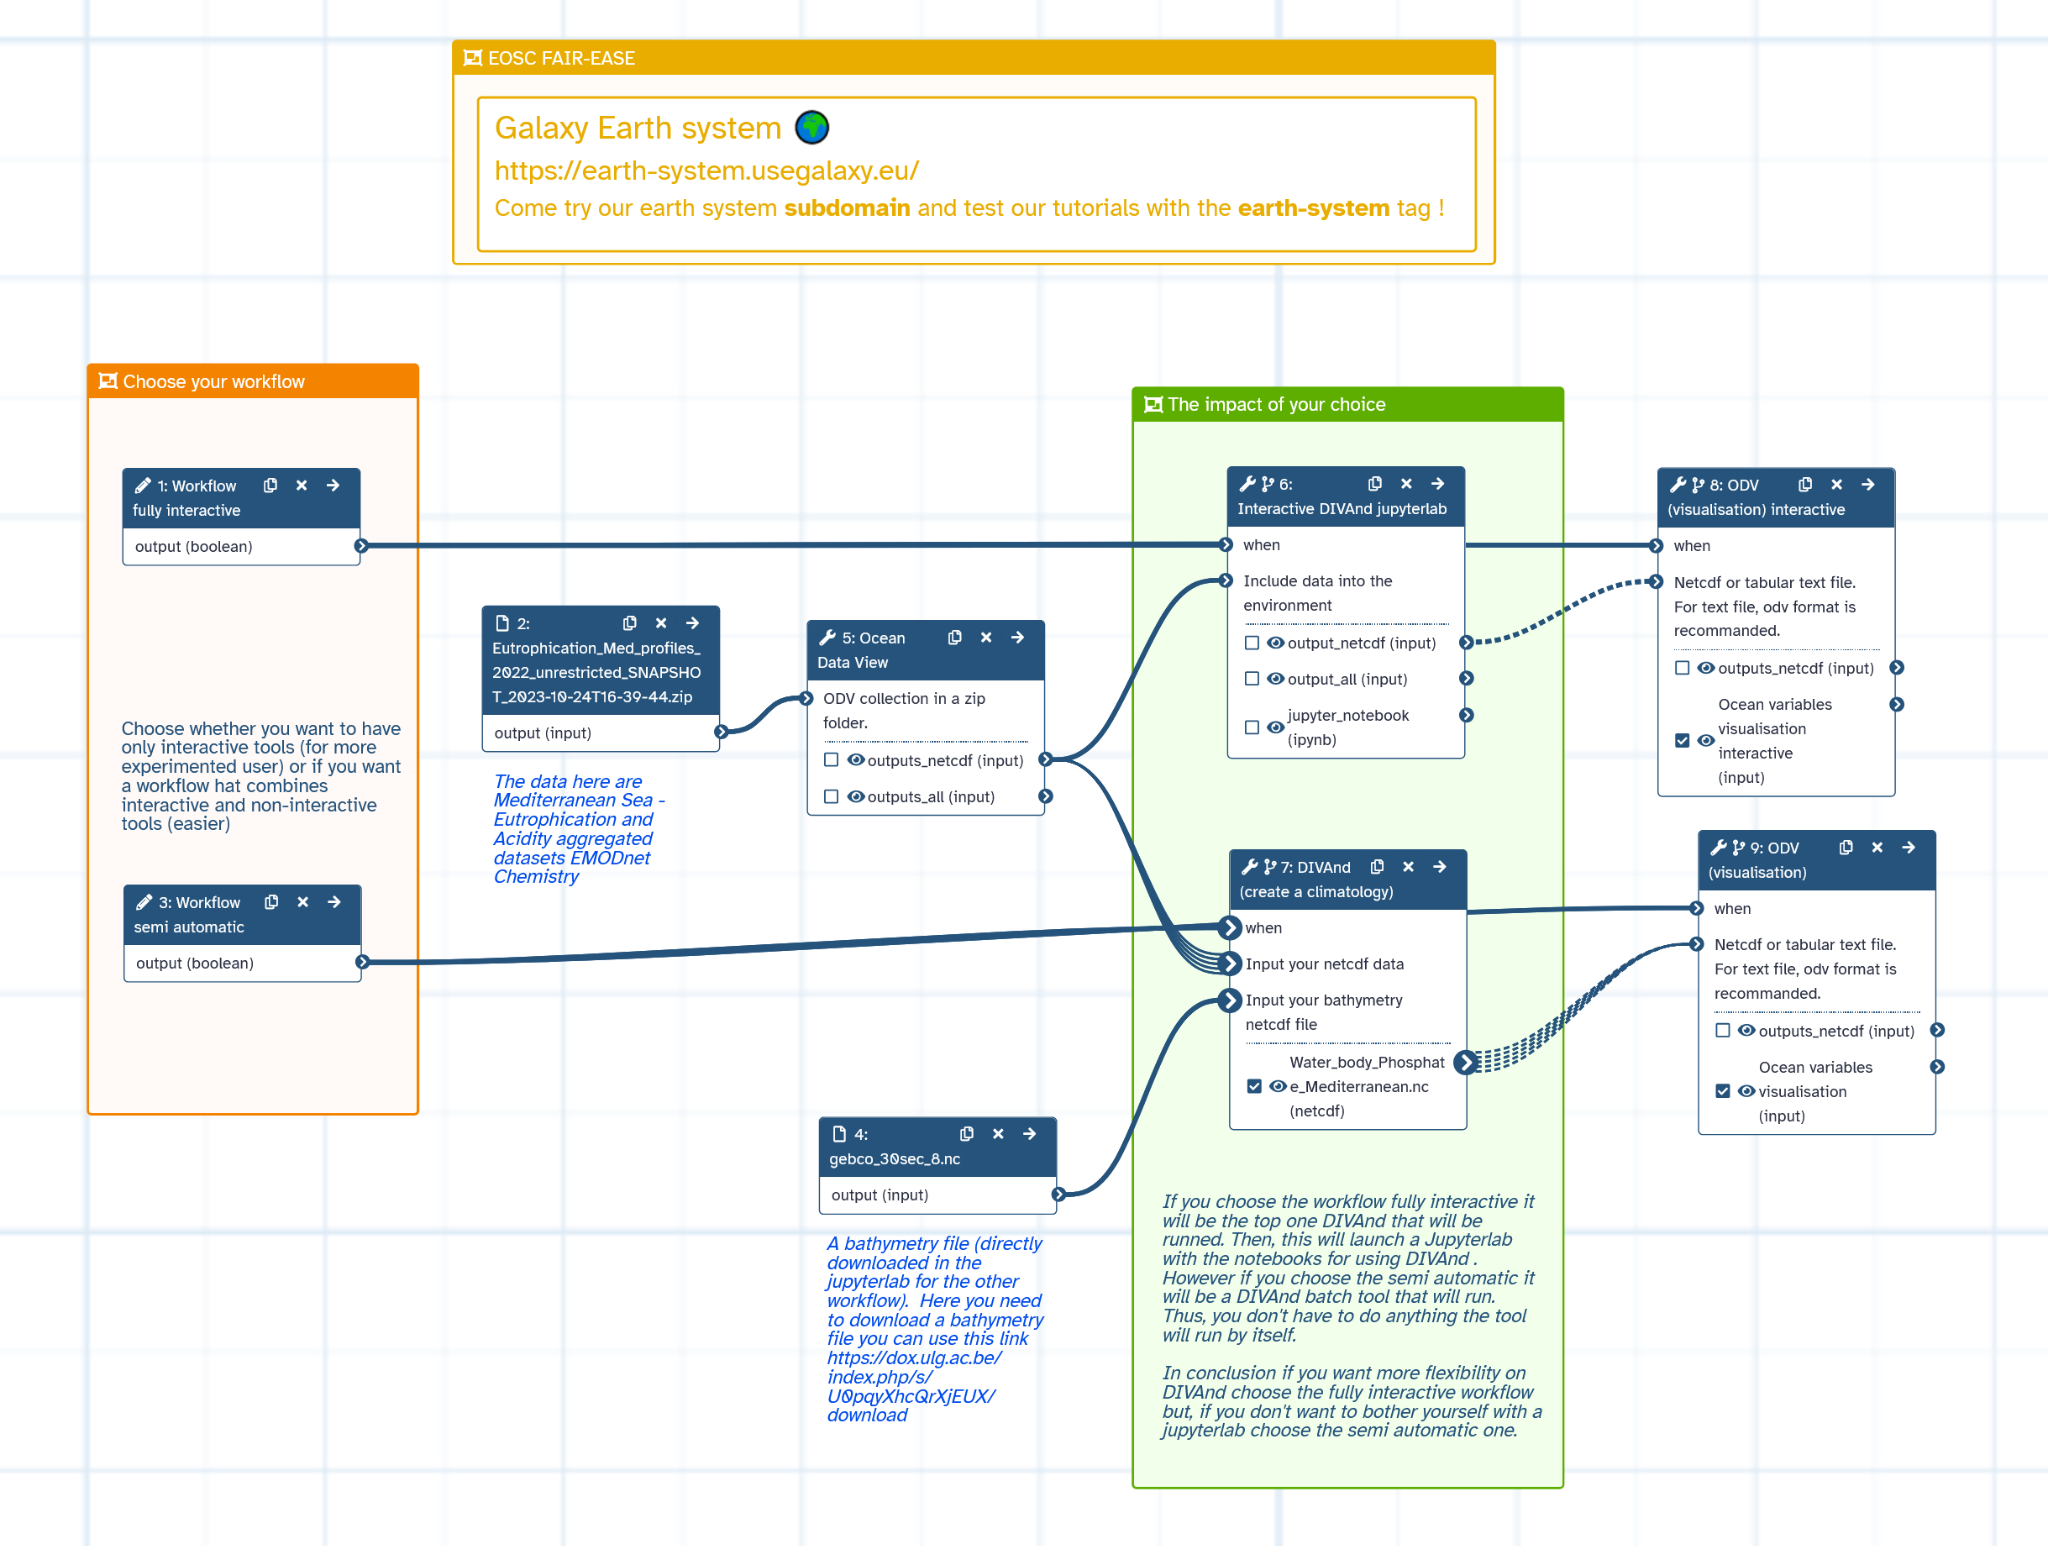 EOSC FAIR-EASE
Galaxy Earth system
https://earth-system.usegalaxy.eu/
Come try our earth system subdomain and test our tutorials with the earth-system tag !
Choose your workflow
1: Workflow
fully interactive
output (boolean)
Choose whether you want to have
only interactive tools (for more
experimented user) or if you want
a workflow hat combines
interactive and non-interactive
tools (easier)
3: Workflow
semi automatic
output (boolean)
2:
Eutrophication_Med_profiles_
2022_unrestricted_SNAPSHO
T_2023-10-24T16-39-44.zip
output (input)
The data here are
Mediterranean Sea -
Eutrophication and
Acidity aggregated
datasets EMODnet
Chemistry
5: Ocean
Data View
ODV collection in a zip
folder.
outputs_netcdf (input)
outputs_all (input)
4:
gebco_30sec_8.nc
output (input)
A bathymetry file (directly
downloaded in the
jupyterlab for the other
workflow).  Here you need
to download a bathymetry
file you can use this link
https://dox.ulg.ac.be/
index.php/s/
U0pqyXhcQrXjEUX/
download
The impact of your choice
6:
Interactive DIVAnd jupyterlab
when
Include data into the
environment
output_netcdf (input)
output_all (input)
jupyter_notebook
(ipynb)
7: DIVAnd
(create a climatology)
when
Input your netcdf data
Input your bathymetry
netcdf file
Water_body_Phosphat
e_Mediterranean.nc
(netcdf)
If you choose the workflow fully interactive it
will be the top one DIVAnd that will be
runned. Then, this will launch a Jupyterlab
with the notebooks for using DIVAnd .
However if you choose the semi automatic it
will be a DIVAnd batch tool that will run.
Thus, you don't have to do anything the tool
will run by itself.
In conclusion if you want more flexibility on
DIVAnd choose the fully interactive workflow
but, if you don't want to bother yourself with a
jupyterlab choose the semi automatic one.
8: ODV
(visualisation) interactive
when
Netcdf or tabular text file.
For text file, odv format is
recommanded.
outputs_netcdf (input)
Ocean variables
visualisation
interactive
(input)
9: ODV
(visualisation)
when
Netcdf or tabular text file.
For text file, odv format is
recommanded.
outputs_netcdf (input)
Ocean variables
visualisation
(input)